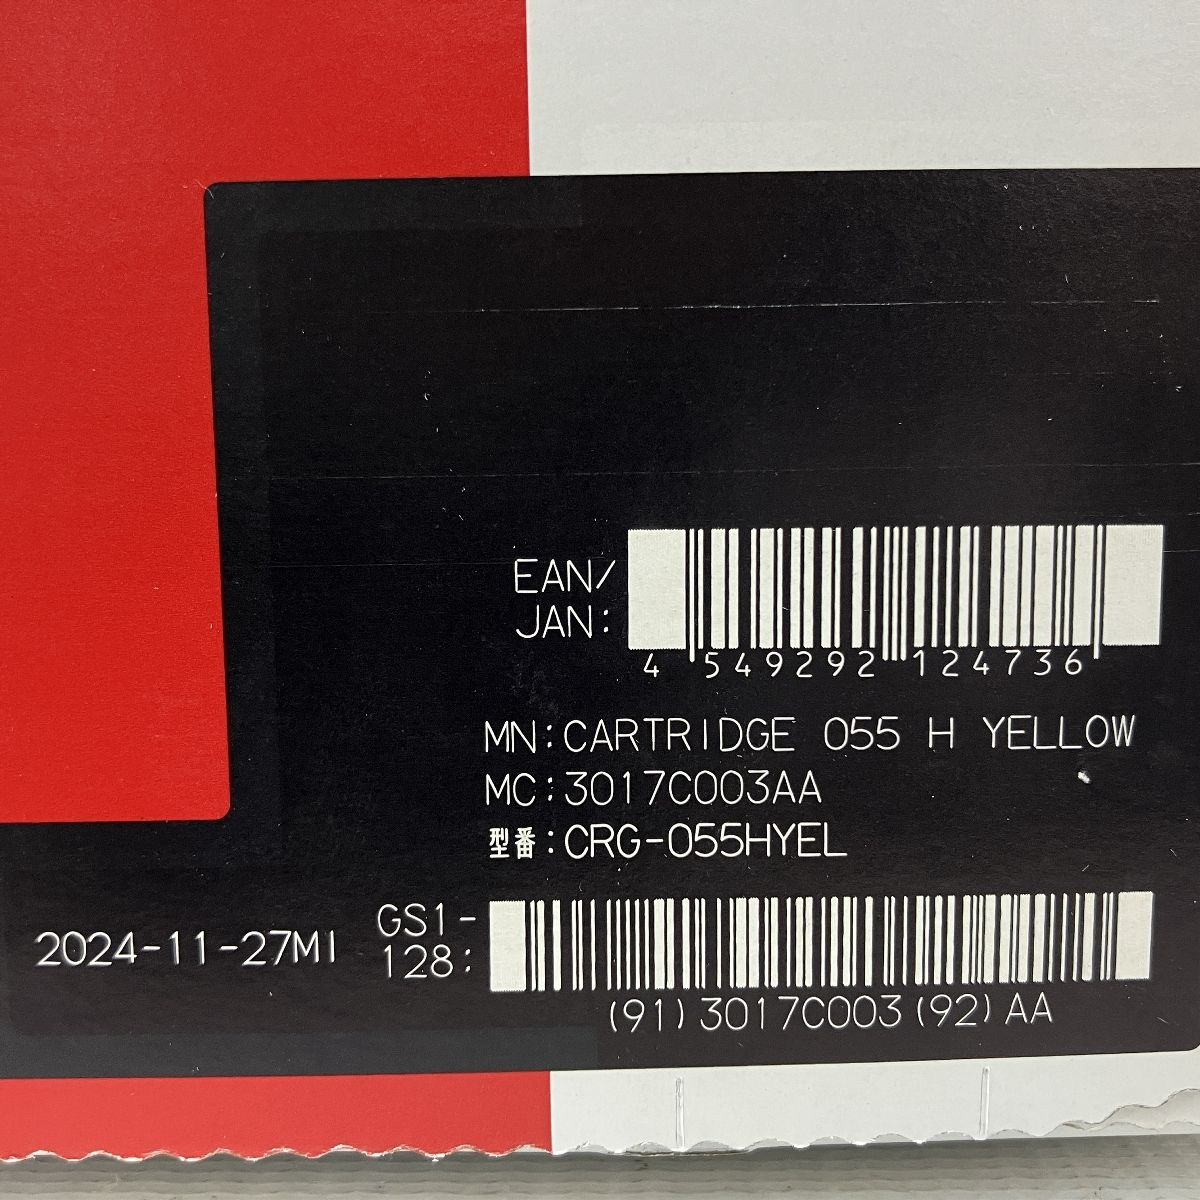 EAN/
JAN:
4 549292 124736
MN:CARTRIDGE 055 H YELLOW
MC:3017C003AA
型番:CRG-055HYEL
2024-11-27MI
GS1-
128:
(91)3017C003(92)AA